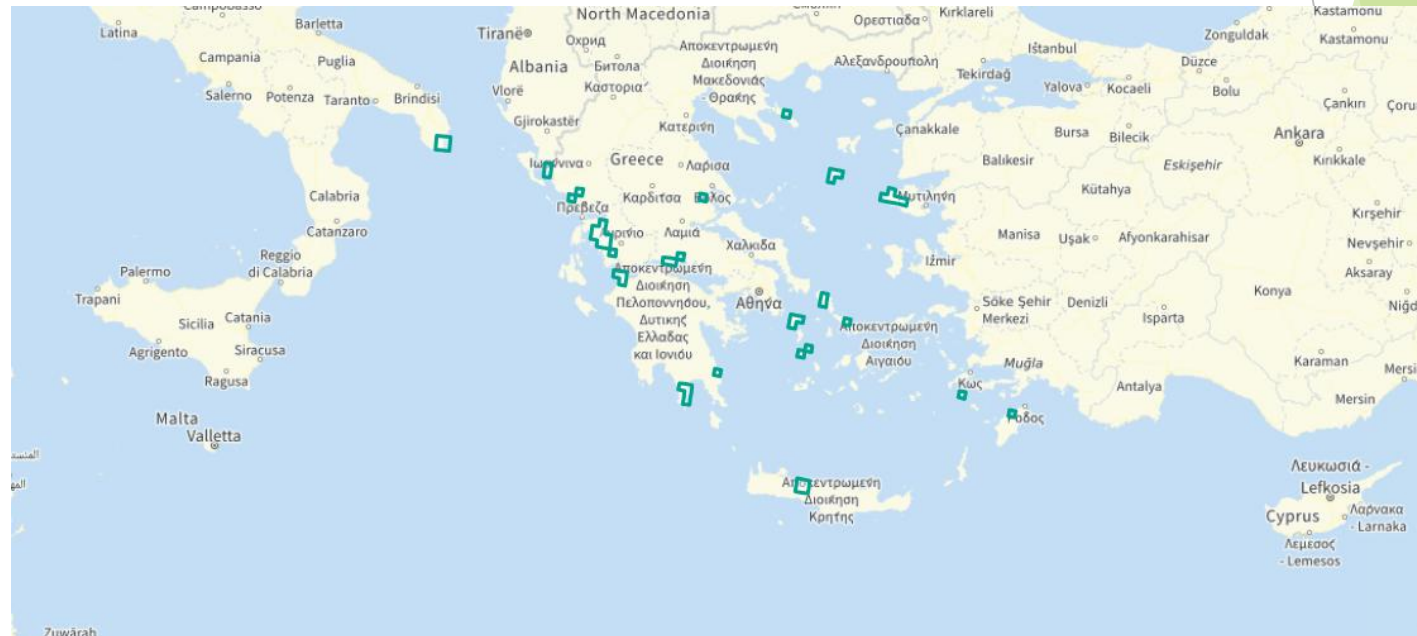 Campobasso
North Macedonia
Кърджали
Kırklareli
Kastamonu
Latina
Barletta
Tiranë
Охрид
Ορεστιάδα
Zonguldak
Kastamonu
Campania
Puglia
Albania
Битола
Αποκεντρωμένη
Διοίκηση
Μακεδονίας
- Θράκης
Αλεξανδρούπολη
İstanbul
Tekirdağ
Düzce
Salerno
Potenza
Taranto
Brindisi
Vlorë
Καστοριά
Yalova
Kocaeli
Bolu
Çankırı
Gjirokastër
Κατερίνη
Çanakkale
Bursa
Bilecik
Ankara
Ιωάννινα
Greece
Λάρισα
Balıkesir
Eskişehir
Kırıkkale
Calabria
Πρέβεζα
Καρδίτσα
Βόλος
Μυτιλήνη
Kütahya
Kırşehir
Catanzaro
Αγρίνιο
Λαμία
Χαλκίδα
Manisa
Uşak
Afyonkarahisar
Nevşehir
Palermo
Reggio
di Calabria
Αποκεντρωμένη
Διοίκηση
Πελοποννήσου,
Δυτικής
Ελλάδας
και Ιονίου
Αθήνα
İzmir
Aksaray
Trapani
Söke Şehir
Merkezi
Denizli
Konya
Sicilia
Catania
Αποκεντρωμένη
Διοίκηση
Αιγαίου
Isparta
Agrigento
Siracusa
Muğla
Karaman
Ragusa
Κως
Antalya
Mersin
Malta
Valletta
Ρόδος
Αποκεντρωμένη
Διοίκηση
Κρήτης
Λευκωσία -
Lefkosia
Cyprus
Λάρνακα
- Larnaka
Λεμεσός
- Lemesos
Zuwārah